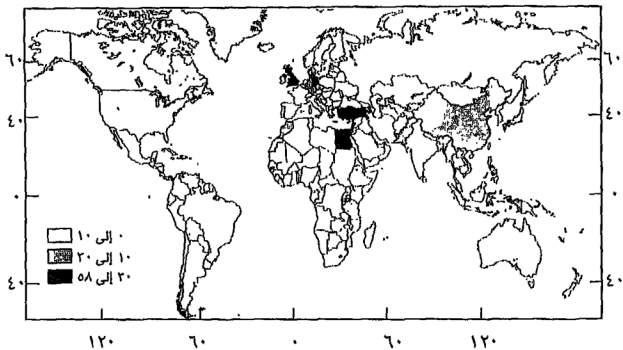 ٦٠ ٦٠
٤٠ ٤٠
٠ ٠
٤٠ ٤٠
٠ إلى ١٠
١٠ إلى ٢٠
٢٠ إلى ٥٨
١٢٠ ٦٠ ٠ ٦٠ ١٢٠